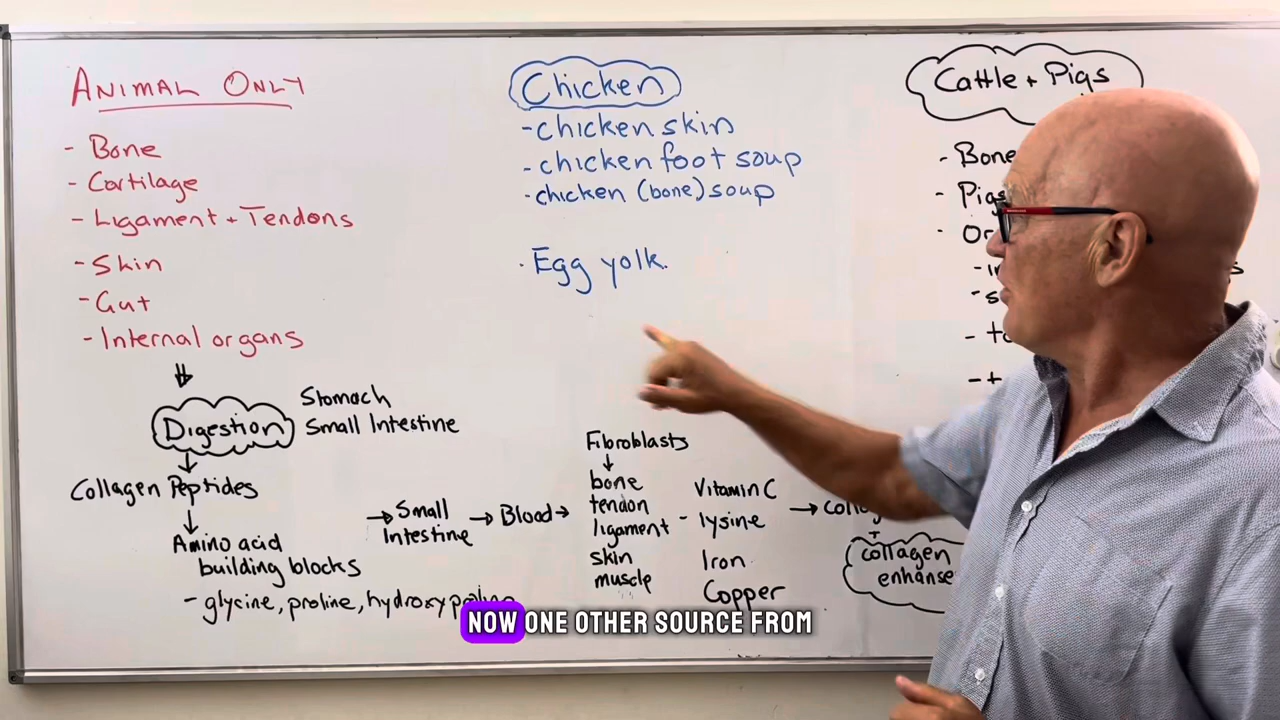 ANIMAL ONLY
- Bone
- Cartilage
- Ligament + Tendons
- Skin
- Gut
- Internal organs
Digestion
Stomach
Small Intestine
Collagen Peptides
Amino acid
building blocks
- glycine, proline, hydroxyproline
→ Small
Intestine
→ Blood →
Chicken
- chicken skin
- chicken foot soup
- chicken (bone) soup
· Egg yolk.
Fibroblasts
bone
tendon
ligament -
skin
muscle
Vitamin C
lysine
Iron
Copper
→
+
collagen
Cattle + Pigs
- Bone
- Pigs
NOW ONE OTHER SOURCE FROM